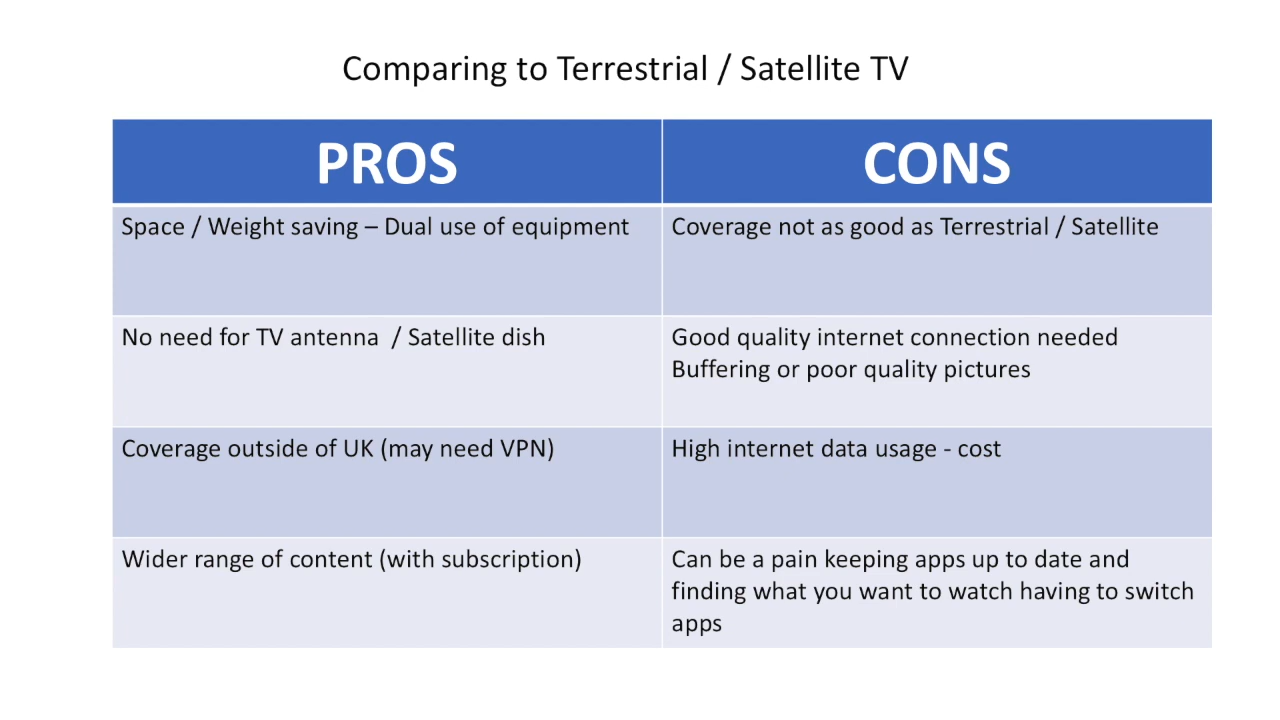 Comparing to Terrestrial / Satellite TV
PROS
CONS
Space / Weight saving – Dual use of equipment
Coverage not as good as Terrestrial / Satellite
No need for TV antenna  / Satellite dish
Good quality internet connection needed
Buffering or poor quality pictures
Coverage outside of UK (may need VPN)
High internet data usage - cost
Wider range of content (with subscription)
Can be a pain keeping apps up to date and
finding what you want to watch having to switch
apps